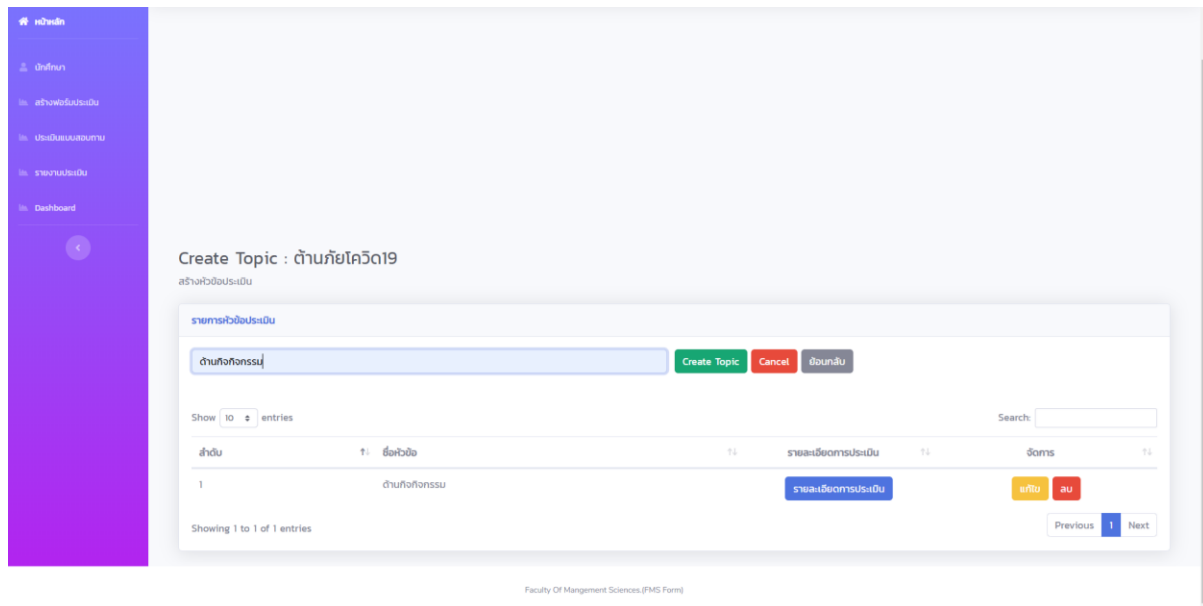 หน้าหลัก
นักศึกษา
สร้างฟอร์มประเมิน
ประเมินแบบสอบถาม
รายงานประเมิน
Dashboard
Create Topic : ต้านภัยโควิด19
สร้างหัวข้อประเมิน
รายการหัวข้อประเมิน
ด้านกิจกิจกรรม Create Topic Cancel ย้อนกลับ
Show 10 entries Search:
ลำดับ ชื่อหัวข้อ รายละเอียดการประเมิน จัดการ
1 ด้านกิจกิจกรรม รายละเอียดการประเมิน แก้ไข ลบ
Showing 1 to 1 of 1 entries Previous 1 Next
Faculty Of Mangement Sciences.(FMS Form)